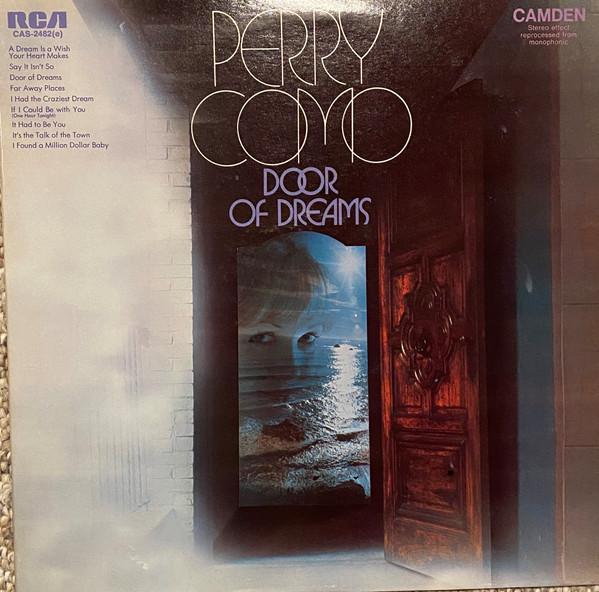 RCA
CAS-2482(e)
A Dream Is a Wish
Your Heart Makes
Say It Isn't So
Door of Dreams
Far Away Places
I Had the Craziest Dream
If I Could Be with You
(One Hour Tonight)
It Had to Be You
It's the Talk of the Town
I Found a Million Dollar Baby
PERRY
COMO
DOOR
OF DREAMS
CAMDEN
Stereo effect
reprocessed from
monophonic